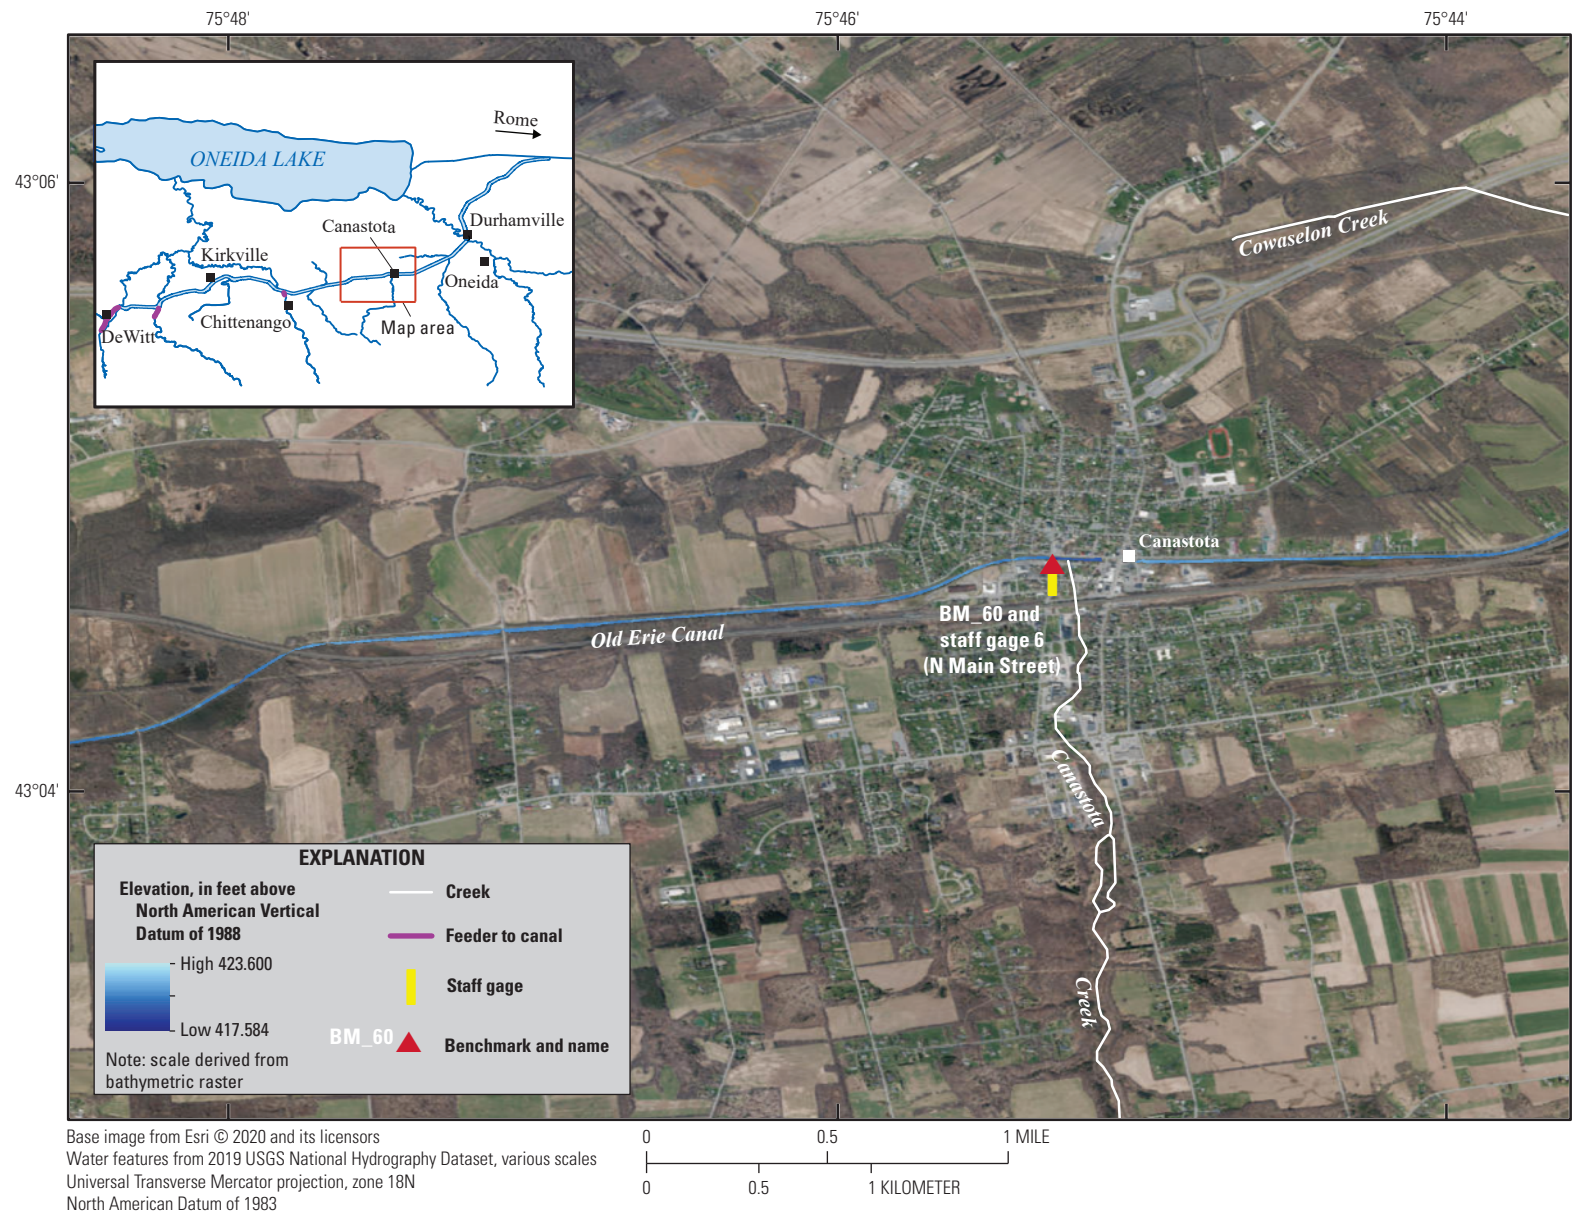 75°48'
75°46'
75°44'
43°06'
43°04'
Rome
ONEIDA LAKE
Durhamville
Canastota
Kirkville
Oneida
Chittenango
Map area
DeWitt
Cowaselon Creek
Canastota
Old Erie Canal
BM_60 and
staff gage 6
(N Main Street)
Canastota
Creek
EXPLANATION
Elevation, in feet above
North American Vertical
Datum of 1988
High 423.600
Low 417.584
Note: scale derived from
bathymetric raster
Creek
Feeder to canal
Staff gage
BM_60
Benchmark and name
Base image from Esri © 2020 and its licensors
Water features from 2019 USGS National Hydrography Dataset, various scales
Universal Transverse Mercator projection, zone 18N
North American Datum of 1983
0 0.5 1 MILE
0 0.5 1 KILOMETER